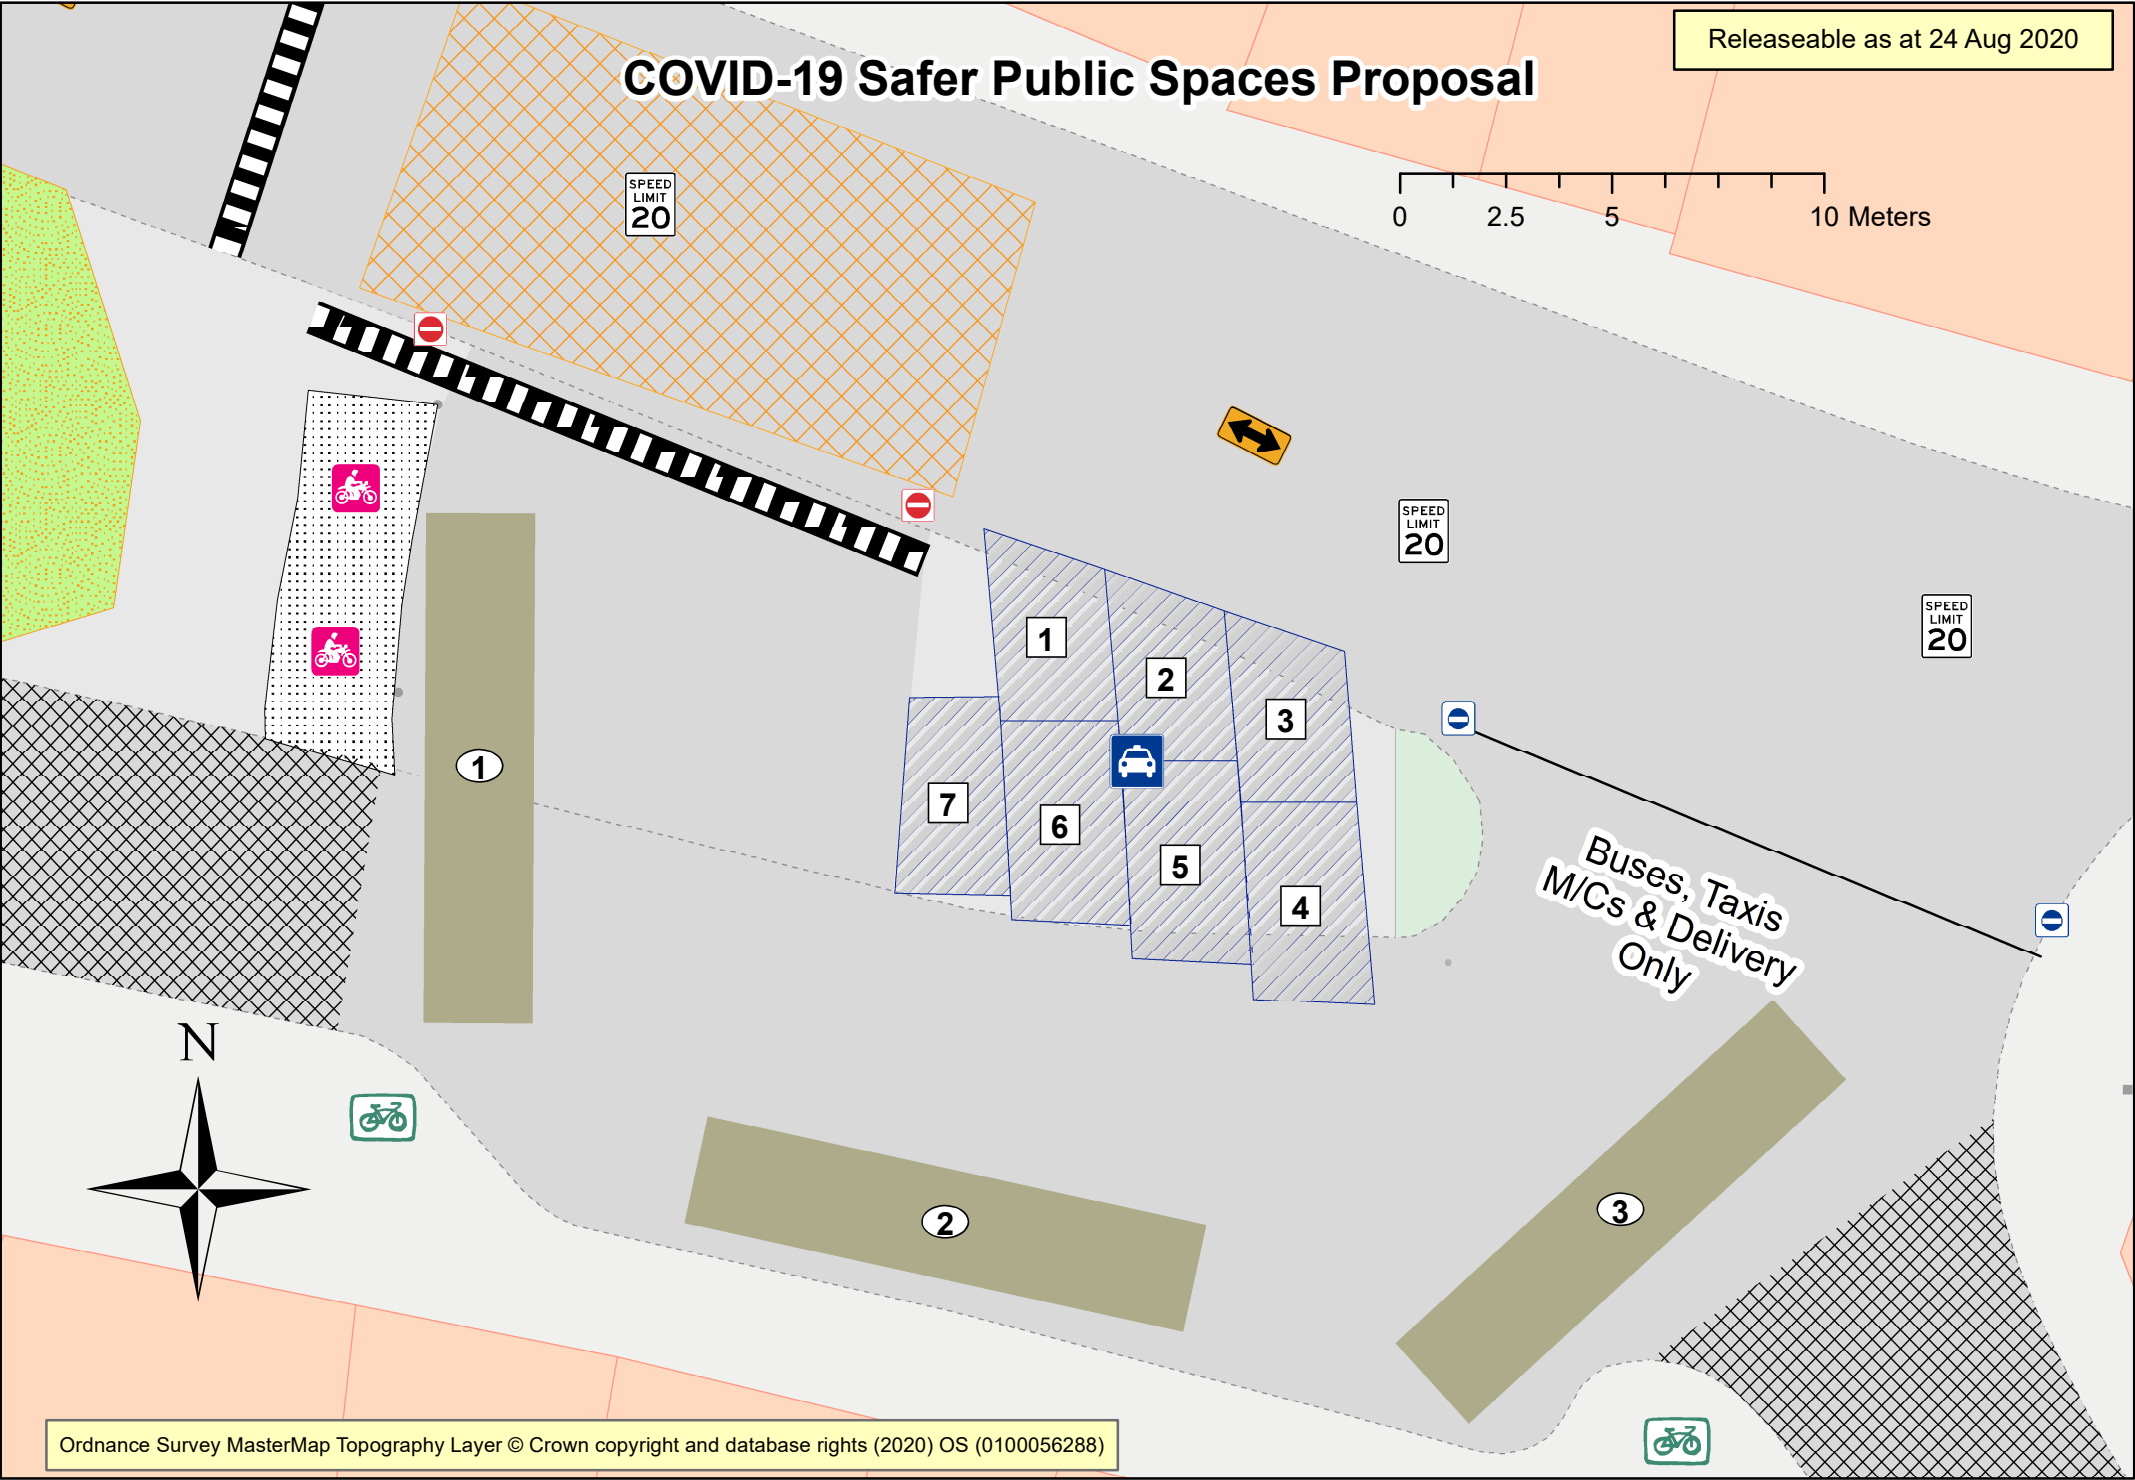 Releaseable as at 24 Aug 2020
COVID-19 Safer Public Spaces Proposal
SPEED
LIMIT
20
0
2.5
5
10 Meters
SPEED
LIMIT
20
SPEED
LIMIT
20
1
2
3
7
6
5
4
1
Buses, Taxis
M/Cs & Delivery
Only
N
2
3
Ordnance Survey MasterMap Topography Layer © Crown copyright and database rights (2020) OS (0100056288)